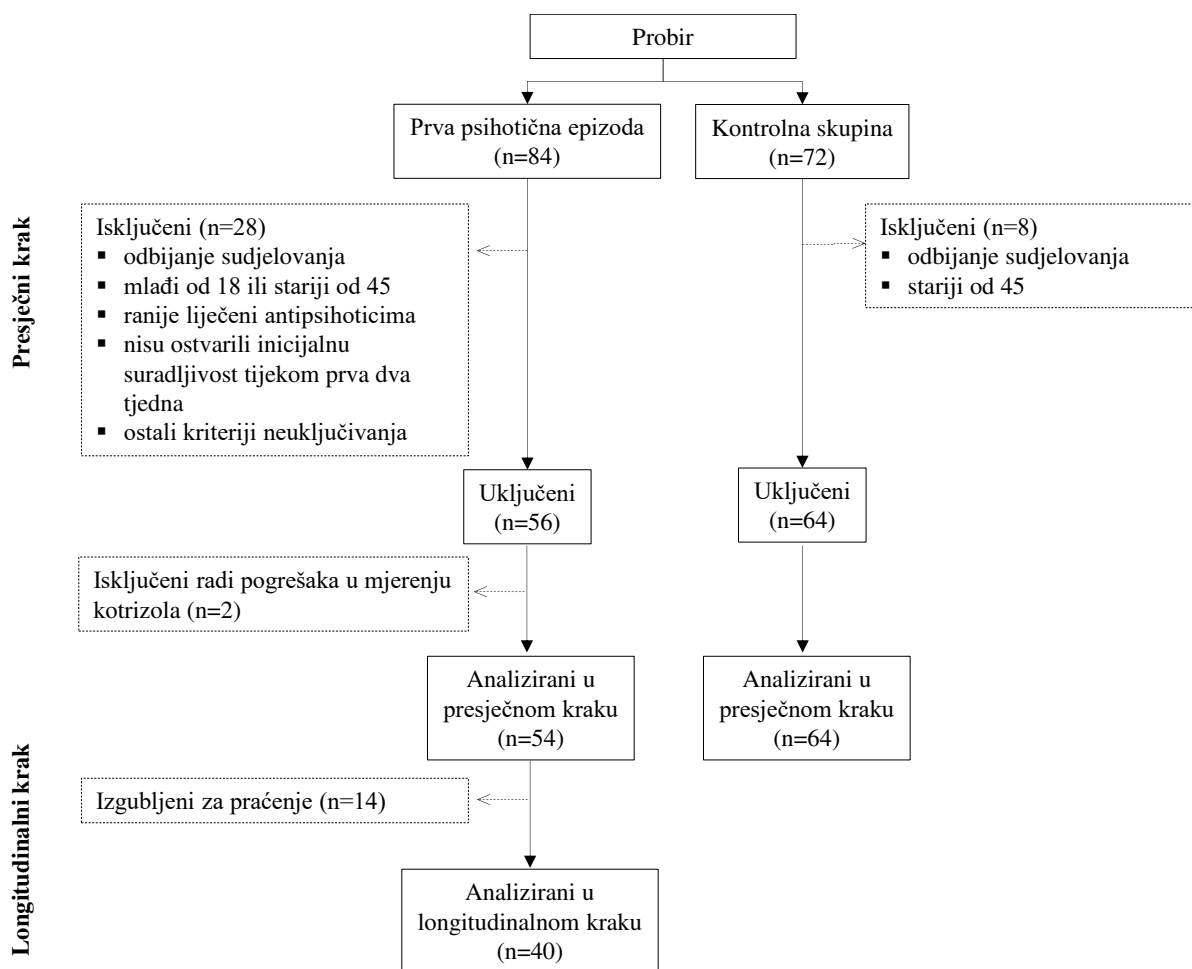 Probir
Prva psihotična epizoda
(n=84)
Kontrolna skupina
(n=72)
Presječni krak
Isključeni (n=28)
▪ odbijanje sudjelovanja
▪ mlađi od 18 ili stariji od 45
▪ ranije liječeni antipsihoticima
▪ nisu ostvarili inicijalnu
suradljivost tijekom prva dva
tjedna
▪ ostali kriteriji neuključivanja
Isključeni (n=8)
▪ odbijanje sudjelovanja
▪ stariji od 45
Uključeni
(n=56)
Uključeni
(n=64)
Isključeni radi pogrešaka u mjerenju
kotrizola (n=2)
Analizirani u
presječnom kraku
(n=54)
Analizirani u
presječnom kraku
(n=64)
Longitudinalni krak
Izgubljeni za praćenje (n=14)
Analizirani u
longitudinalnom kraku
(n=40)